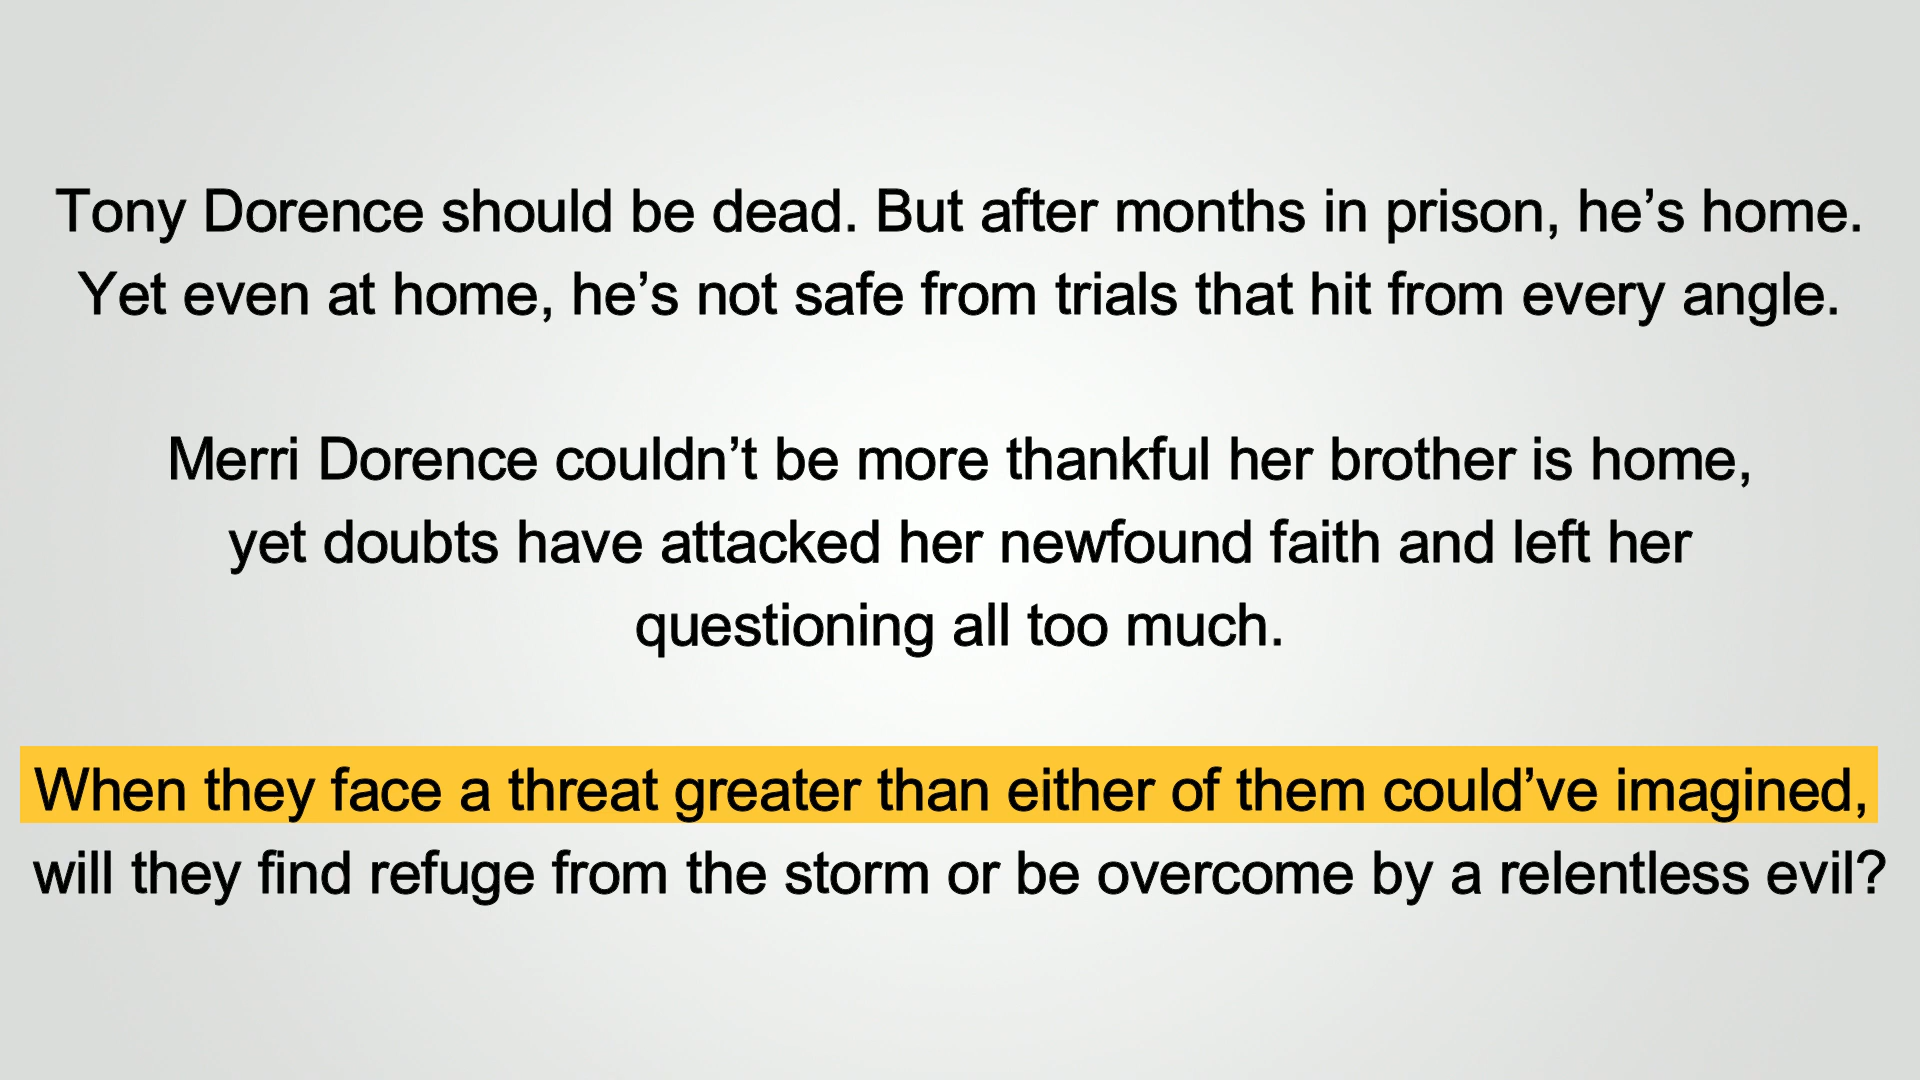 Tony Dorence should be dead. But after months in prison, he’s home.
Yet even at home, he’s not safe from trials that hit from every angle.
Merri Dorence couldn’t be more thankful her brother is home,
yet doubts have attacked her newfound faith and left her
questioning all too much.
When they face a threat greater than either of them could’ve imagined,
will they find refuge from the storm or be overcome by a relentless evil?